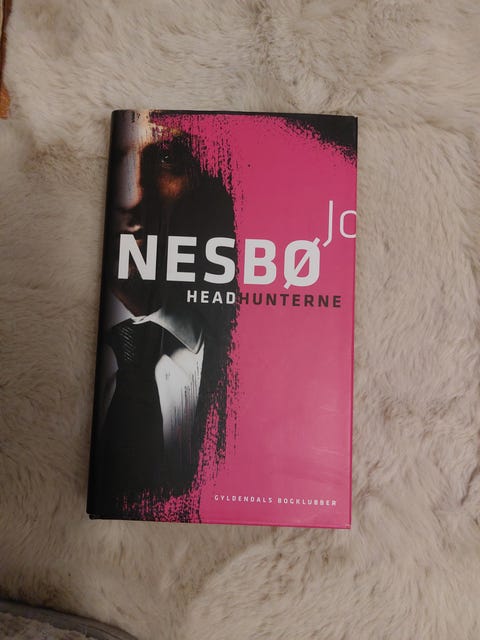 Jo
NESBØ
HEADHUNTERNE
GYLDENDALS BOGKLUBBER